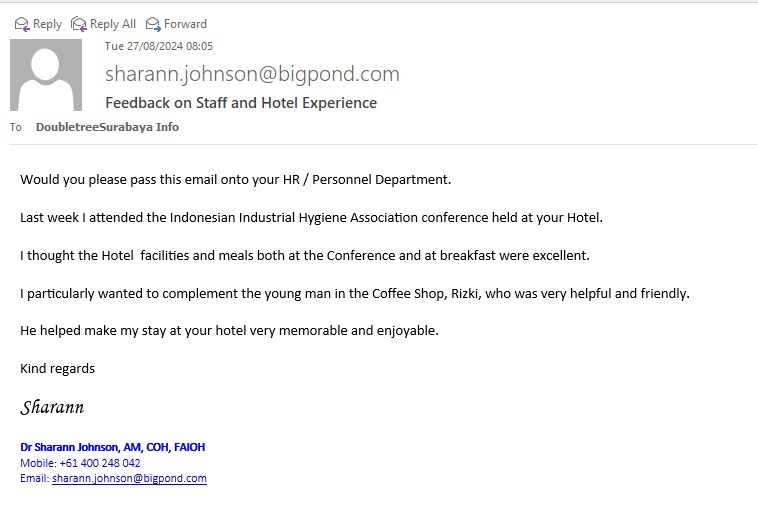 Reply Reply All Forward
Tue 27/08/2024 08:05
sharann.johnson@bigpond.com
Feedback on Staff and Hotel Experience
To DoubletreeSurabaya Info
Would you please pass this email onto your HR / Personnel Department.
Last week I attended the Indonesian Industrial Hygiene Association conference held at your Hotel.
I thought the Hotel  facilities and meals both at the Conference and at breakfast were excellent.
I particularly wanted to complement the young man in the Coffee Shop, Rizki, who was very helpful and friendly.
He helped make my stay at your hotel very memorable and enjoyable.
Kind regards
Sharann
Dr Sharann Johnson, AM, COH, FAIOH
Mobile: +61 400 248 042
Email: sharann.johnson@bigpond.com